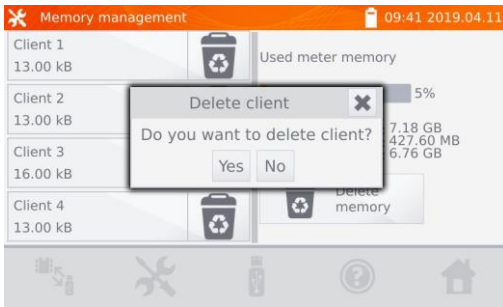 Memory management
09:41 2019.04.11
Client 1
13.00 kB
Client 2
13.00 kB
Client 3
16.00 kB
Client 4
13.00 kB
Used meter memory
5%
7.18 GB
427.60 MB
6.76 GB
Delete
memory
Delete client
Do you want to delete client?
Yes No